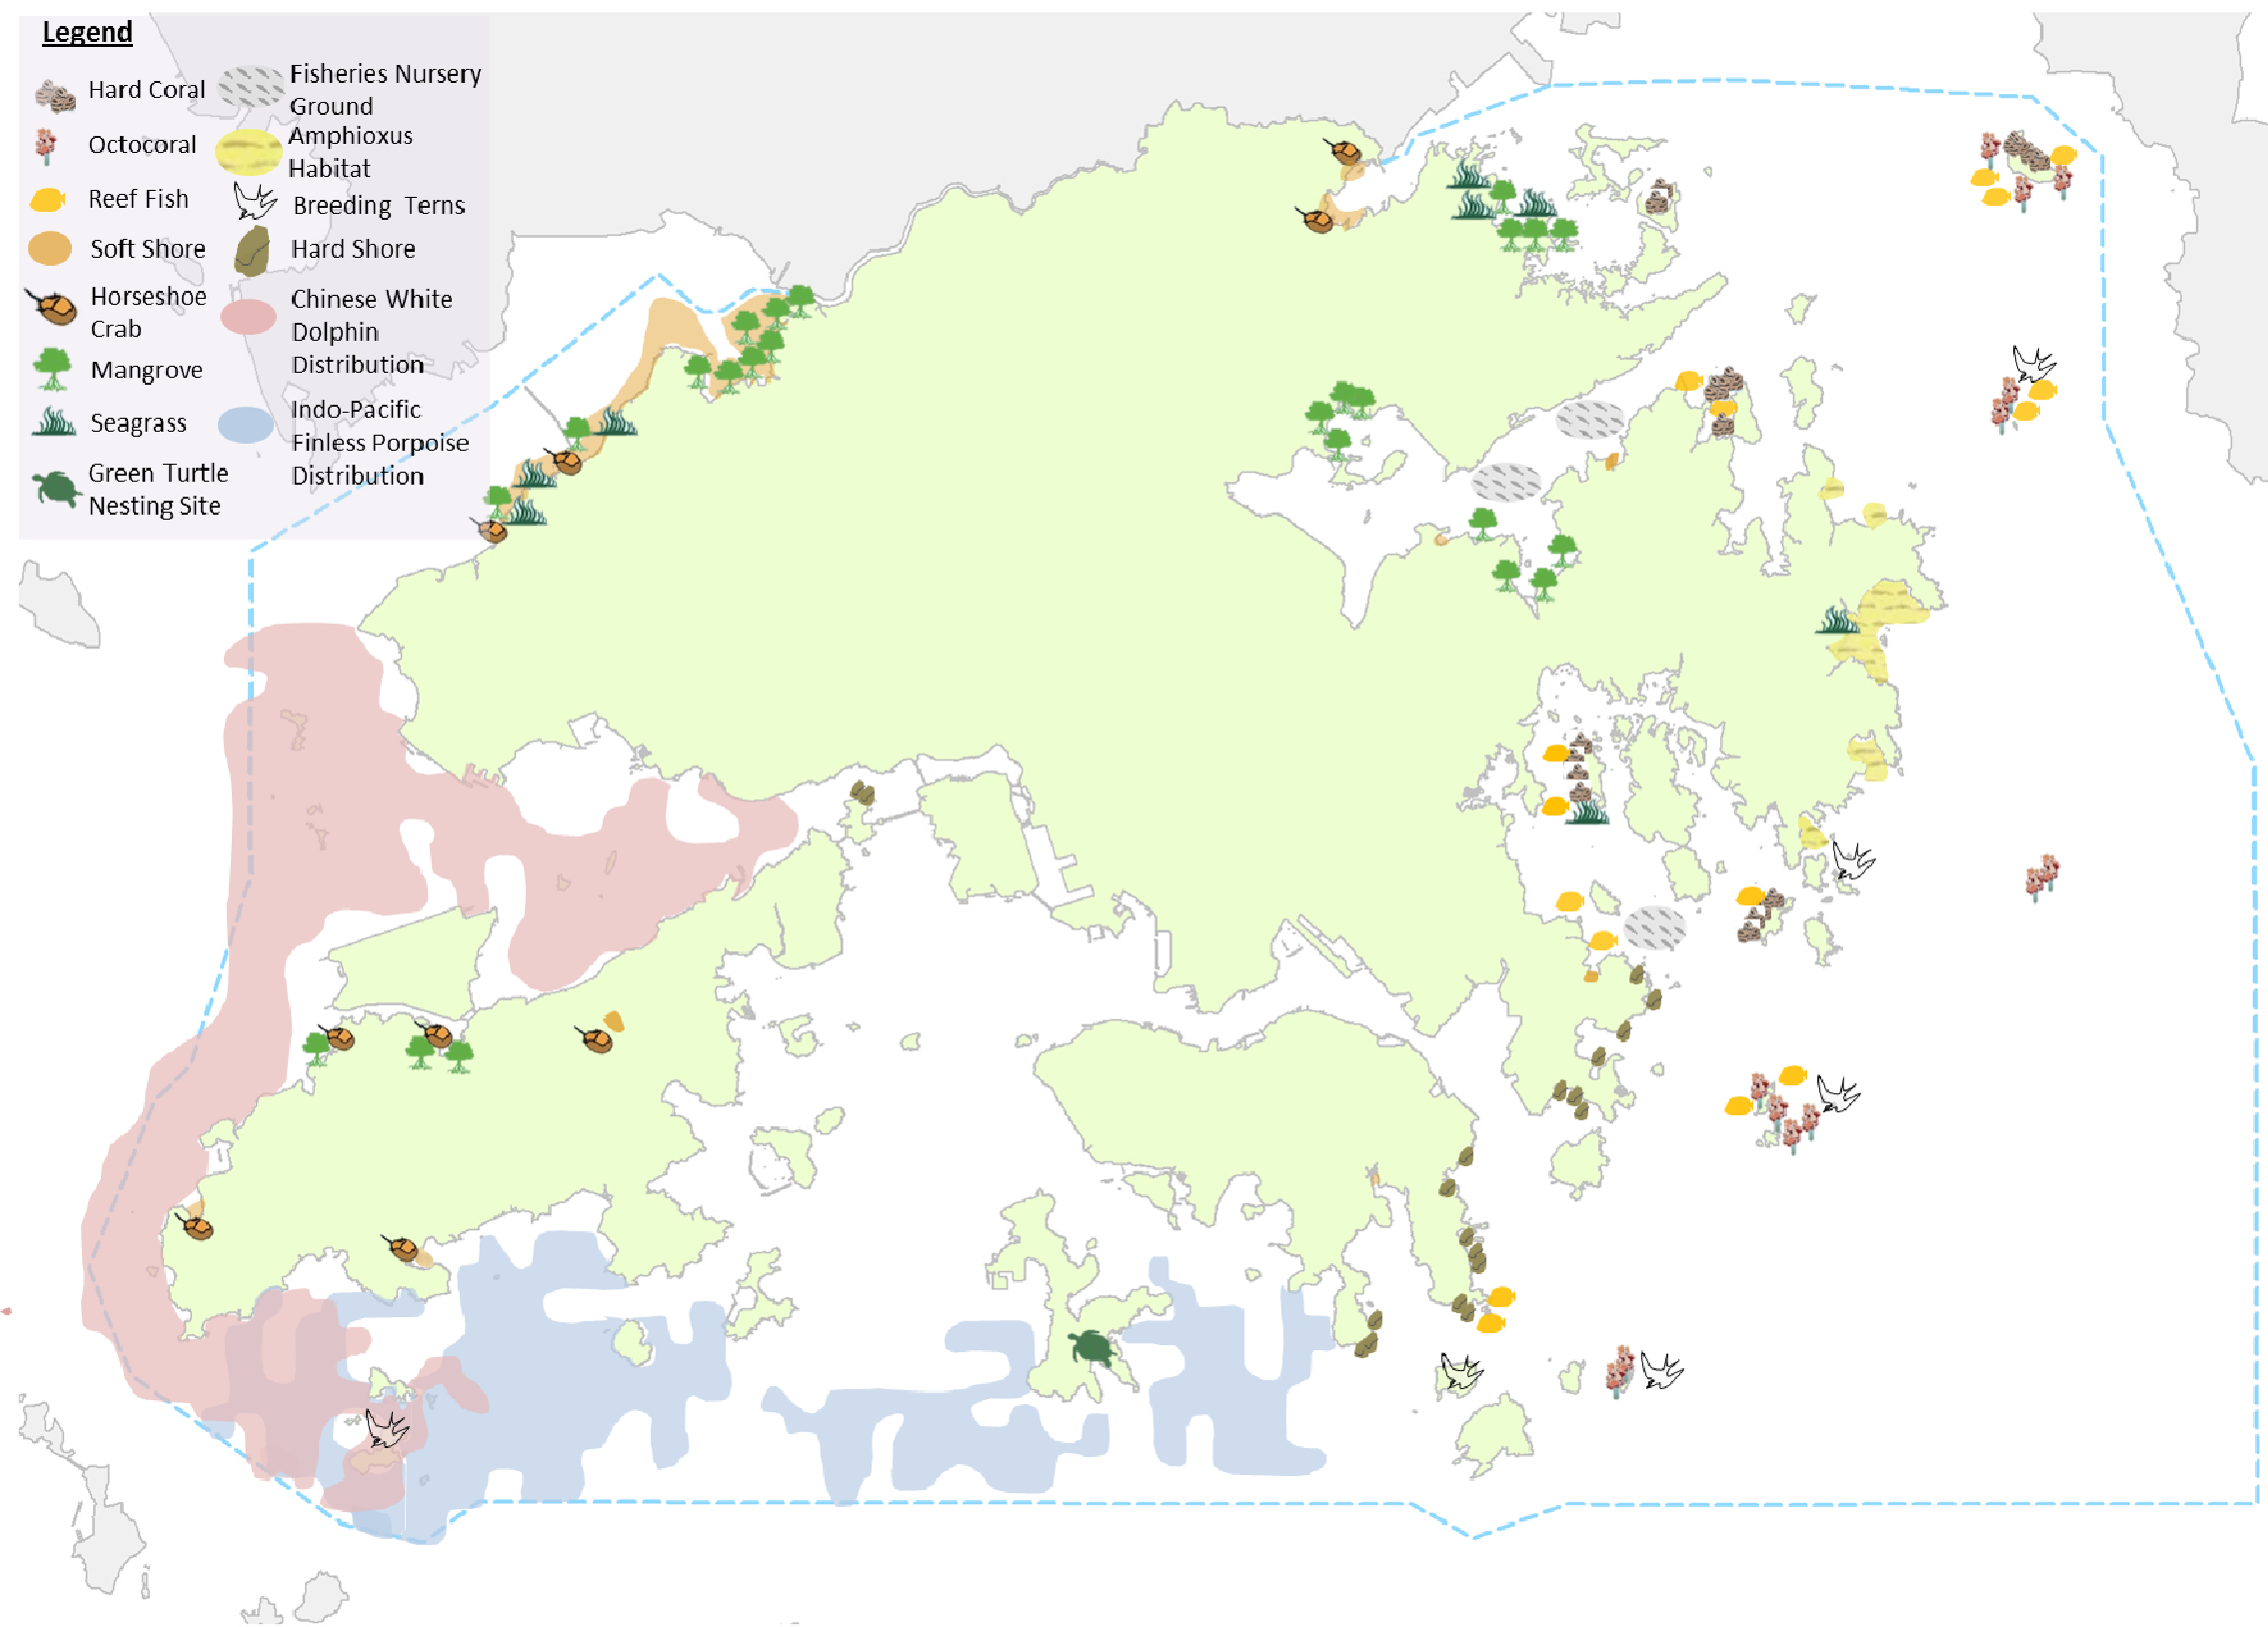 Legend
Hard Coral
Octocoral
Reef Fish
Soft Shore
Horseshoe
Crab
Mangrove
Seagrass
Green Turtle
Nesting Site
Fisheries Nursery
Ground
Amphioxus
Habitat
Breeding Terns
Hard Shore
Chinese White
Dolphin
Distribution
Indo-Pacific
Finless Porpoise
Distribution